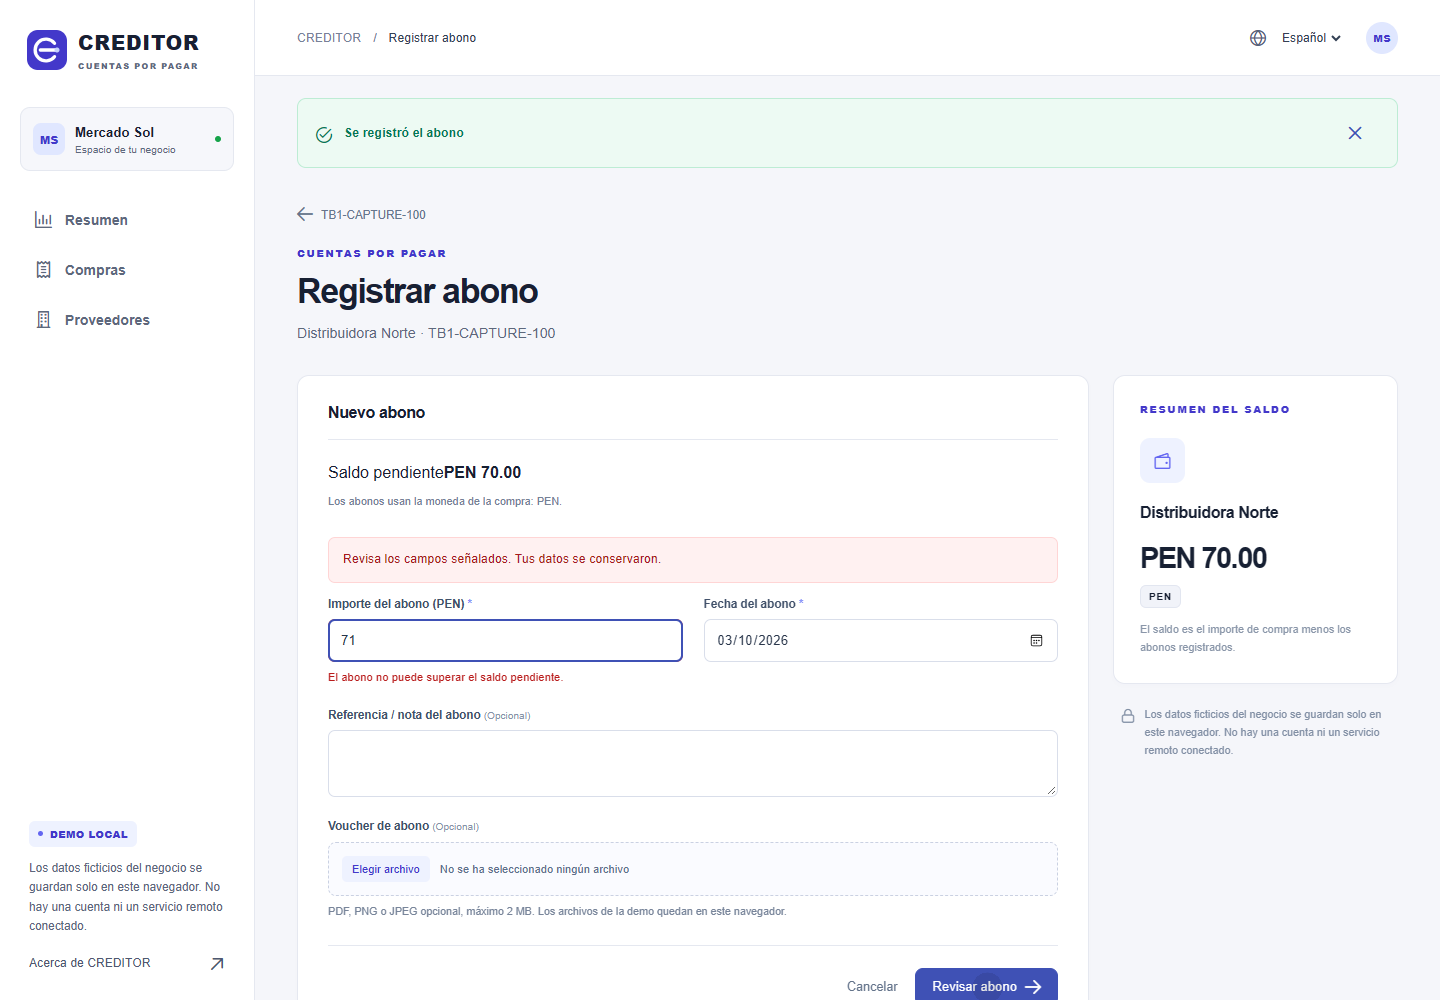 CREDITOR
CUENTAS POR PAGAR
MS
Mercado Sol
Espacio de tu negocio
Resumen
Compras
Proveedores
DEMO LOCAL
Los datos ficticios del negocio se
guardan solo en este navegador. No
hay una cuenta ni un servicio remoto
conectado.
Acerca de CREDITOR
CREDITOR / Registrar abono
Español
MS
Se registró el abono
TB1-CAPTURE-100
CUENTAS POR PAGAR
Registrar abono
Distribuidora Norte · TB1-CAPTURE-100
Nuevo abono
Saldo pendientePEN 70.00
Los abonos usan la moneda de la compra: PEN.
Revisa los campos señalados. Tus datos se conservaron.
Importe del abono (PEN) *
71
El abono no puede superar el saldo pendiente.
Fecha del abono *
03/10/2026
Referencia / nota del abono (Opcional)
Voucher de abono (Opcional)
Elegir archivo No se ha seleccionado ningún archivo
PDF, PNG o JPEG opcional, máximo 2 MB. Los archivos de la demo quedan en este navegador.
Cancelar
Revisar abono
RESUMEN DEL SALDO
Distribuidora Norte
PEN 70.00
PEN
El saldo es el importe de compra menos los
abonos registrados.
Los datos ficticios del negocio se guardan solo en
este navegador. No hay una cuenta ni un servicio
remoto conectado.